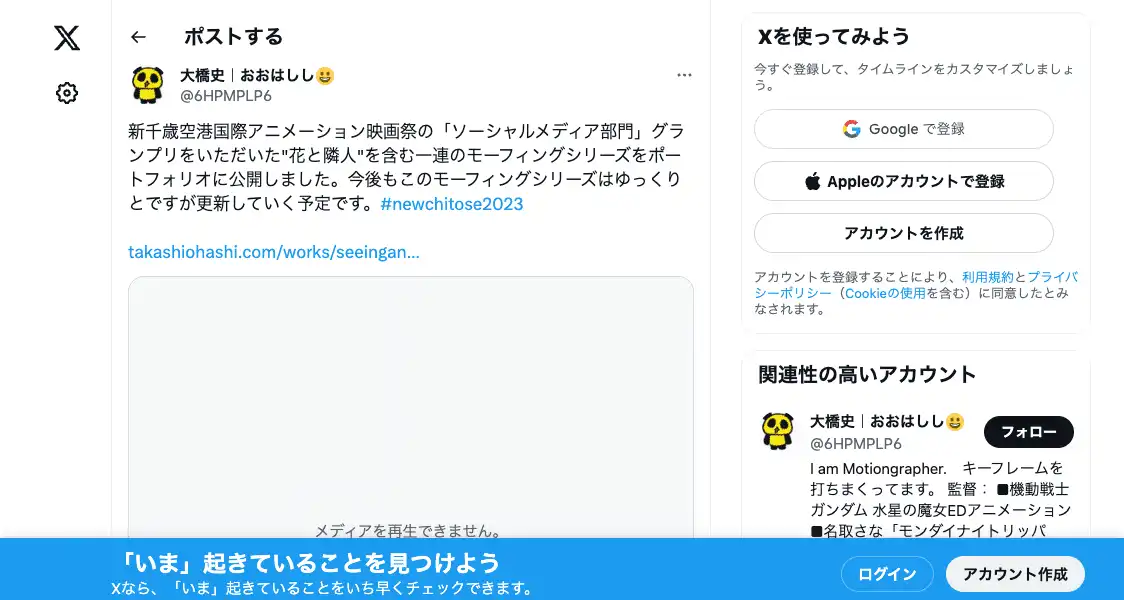 ポストする
大橋史｜おおはしし😀
@6HPMPLP6
新千歳空港国際アニメーション映画祭の「ソーシャルメディア部門」グラ
ンプリをいただいた"花と隣人"を含む一連のモーフィングシリーズをポー
トフォリオに公開しました。今後もこのモーフィングシリーズはゆっくり
とですが更新していく予定です。#newchitose2023
takashiohashi.com/works/seeingan...
メディアを再生できません。
Xを使ってみよう
今すぐ登録して、タイムラインをカスタマイズしましょ
う。
Google で登録
Appleのアカウントで登録
アカウントを作成
アカウントを登録することにより、利用規約とプライバ
シーポリシー（Cookieの使用を含む）に同意したとみ
なされます。
関連性の高いアカウント
大橋史｜おおはしし😀
@6HPMPLP6
フォロー
I am Motiongrapher.　キーフレームを
打ちまくってます。 監督： ■機動戦士
ガンダム 水星の魔女EDアニメーション
■名取さな「モンダイナイトリッパ
「いま」起きていることを見つけよう
Xなら、「いま」起きていることをいち早くチェックできます。
ログイン
アカウント作成